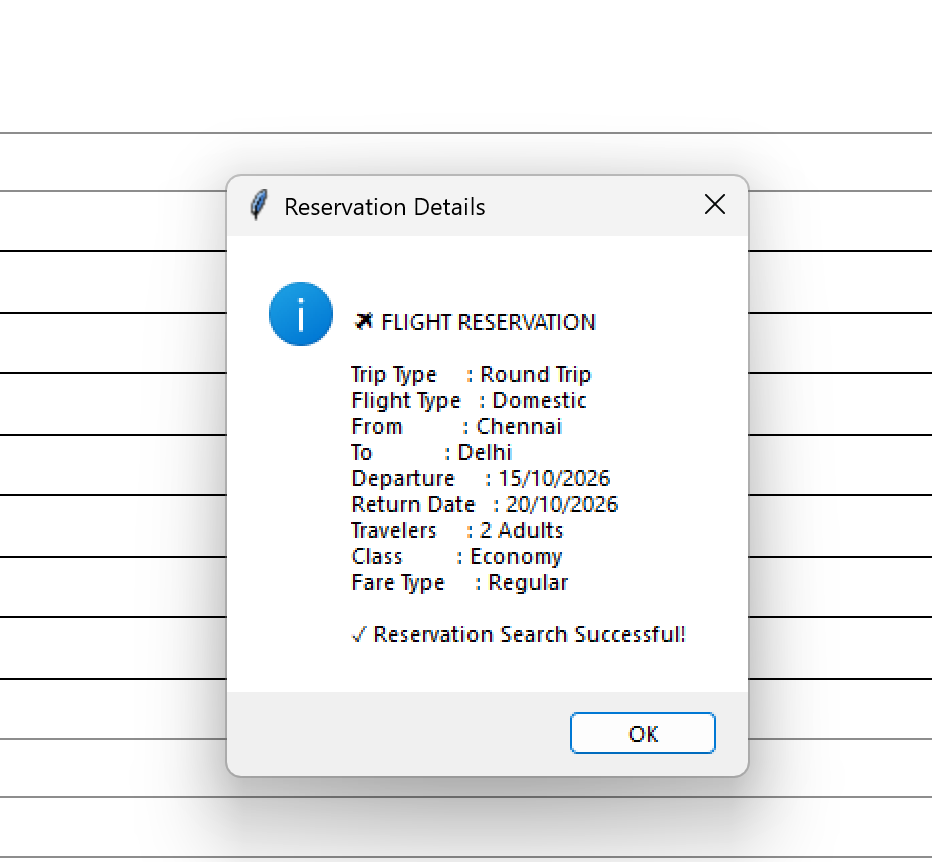 Reservation Details
✈ FLIGHT RESERVATION
Trip Type : Round Trip
Flight Type : Domestic
From : Chennai
To : Delhi
Departure : 15/10/2026
Return Date : 20/10/2026
Travelers : 2 Adults
Class : Economy
Fare Type : Regular
✓ Reservation Search Successful!
OK